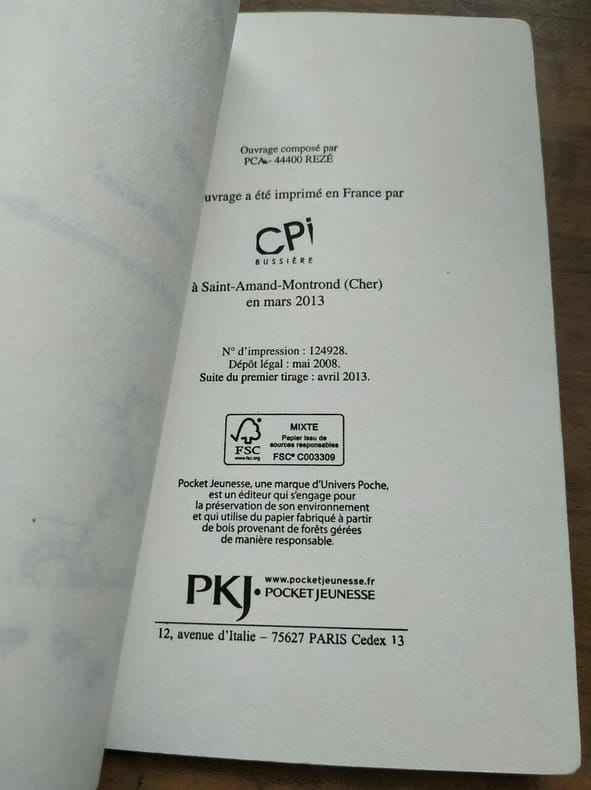 Ouvrage composé par
PCA - 44400 REZÉ
uvrage a été imprimé en France par
CPi
BUSSIÈRE
à Saint-Amand-Montrond (Cher)
en mars 2013
N° d'impression : 124928.
Dépôt légal : mai 2008.
Suite du premier tirage : avril 2013.
FSC
www.fsc.org
MIXTE
Papier issu de
sources responsables
FSC® C003309
Pocket Jeunesse, une marque d'Univers Poche,
est un éditeur qui s'engage pour
la préservation de son environnement
et qui utilise du papier fabriqué à partir
de bois provenant de forêts gérées
de manière responsable.
PKJ•
www.pocketjeunesse.fr
POCKET JEUNESSE
12, avenue d'Italie – 75627 PARIS Cedex 13